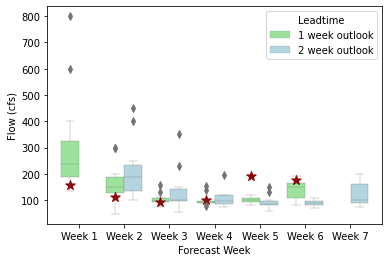 Leadtime
1 week outlook
2 week outlook
800
700
600
500
400
300
200
100
Flow (cfs)
Week 1 Week 2 Week 3 Week 4 Week 5 Week 6 Week 7
Forecast Week